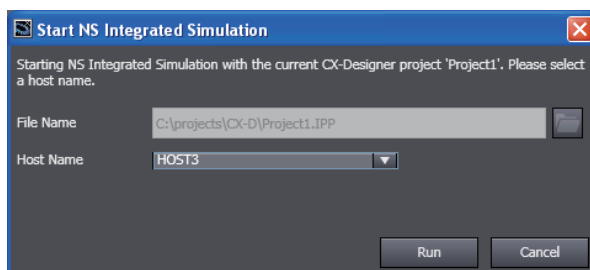 Start NS Integrated Simulation
Starting NS Integrated Simulation with the current CX-Designer project 'Project1'. Please select
a host name.
File Name
C:\projects\CX-D\Project1.IPP
Host Name
HOST3
Run
Cancel